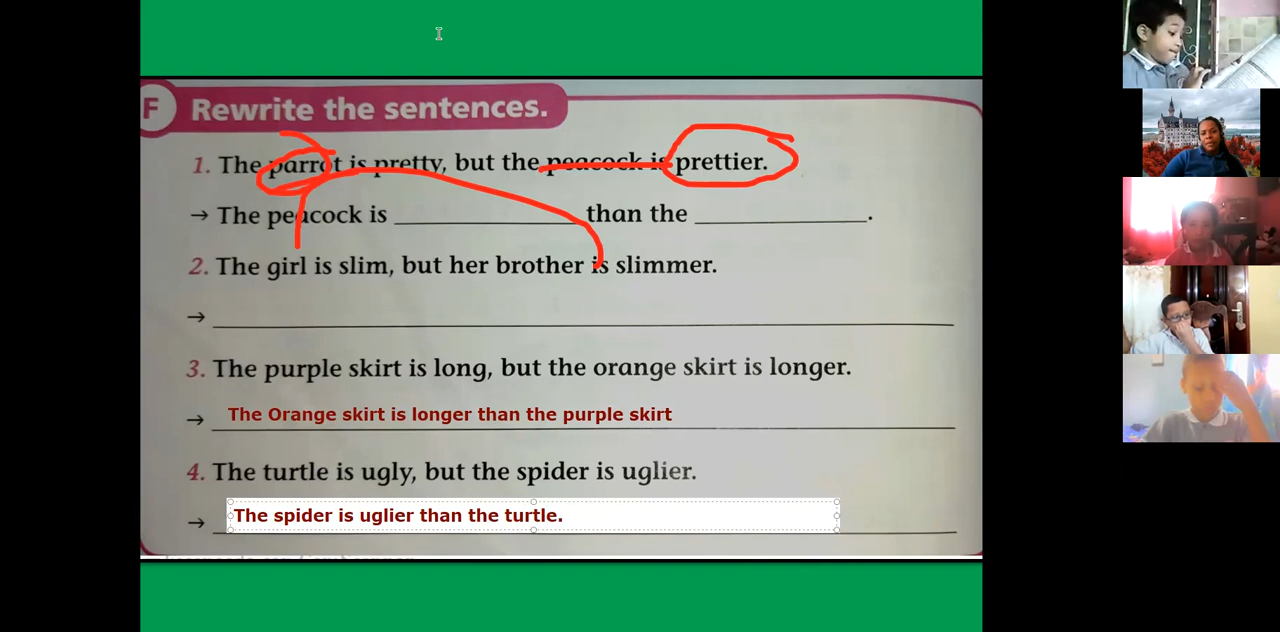 F Rewrite the sentences.
1. The parrot is pretty, but the peacock is prettier.
→ The peacock is ____________ than the ____________.
2. The girl is slim, but her brother is slimmer.
→
3. The purple skirt is long, but the orange skirt is longer.
→ The Orange skirt is longer than the purple skirt
4. The turtle is ugly, but the spider is uglier.
→ The spider is uglier than the turtle.